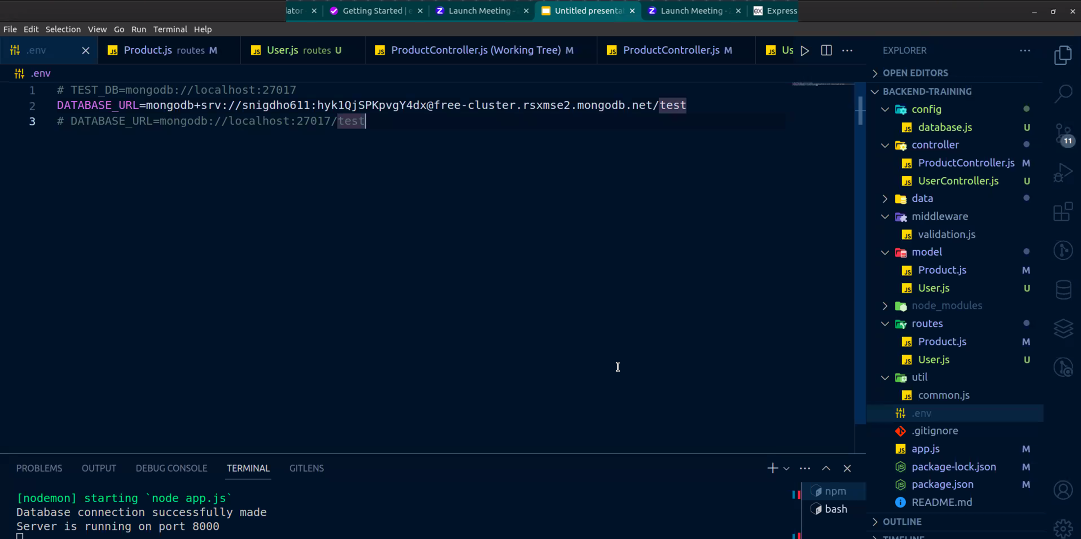 ator × Getting Started | × Launch Meeting - × Untitled presenta × Launch Meeting - × Express
File Edit Selection View Go Run Terminal Help
.env × Product.js routes M User.js routes U ProductController.js (Working Tree) M ProductController.js M Us
.env
1 # TEST_DB=mongodb://localhost:27017
2 DATABASE_URL=mongodb+srv://snigdho611:hyk1QjSPKpvgY4dx@free-cluster.rsxmse2.mongodb.net/test
3 # DATABASE_URL=mongodb://localhost:27017/test
EXPLORER
OPEN EDITORS
BACKEND-TRAINING
config
database.js U
controller
ProductController.js M
UserController.js U
data
middleware
validation.js
model
Product.js M
User.js U
node_modules
routes
Product.js M
User.js U
util
common.js
.env
.gitignore
app.js M
package-lock.json M
package.json M
README.md
OUTLINE
TIMELINE
11
PROBLEMS OUTPUT DEBUG CONSOLE TERMINAL GITLENS
[nodemon] starting `node app.js`
Database connection successfully made
Server is running on port 8000
npm
bash